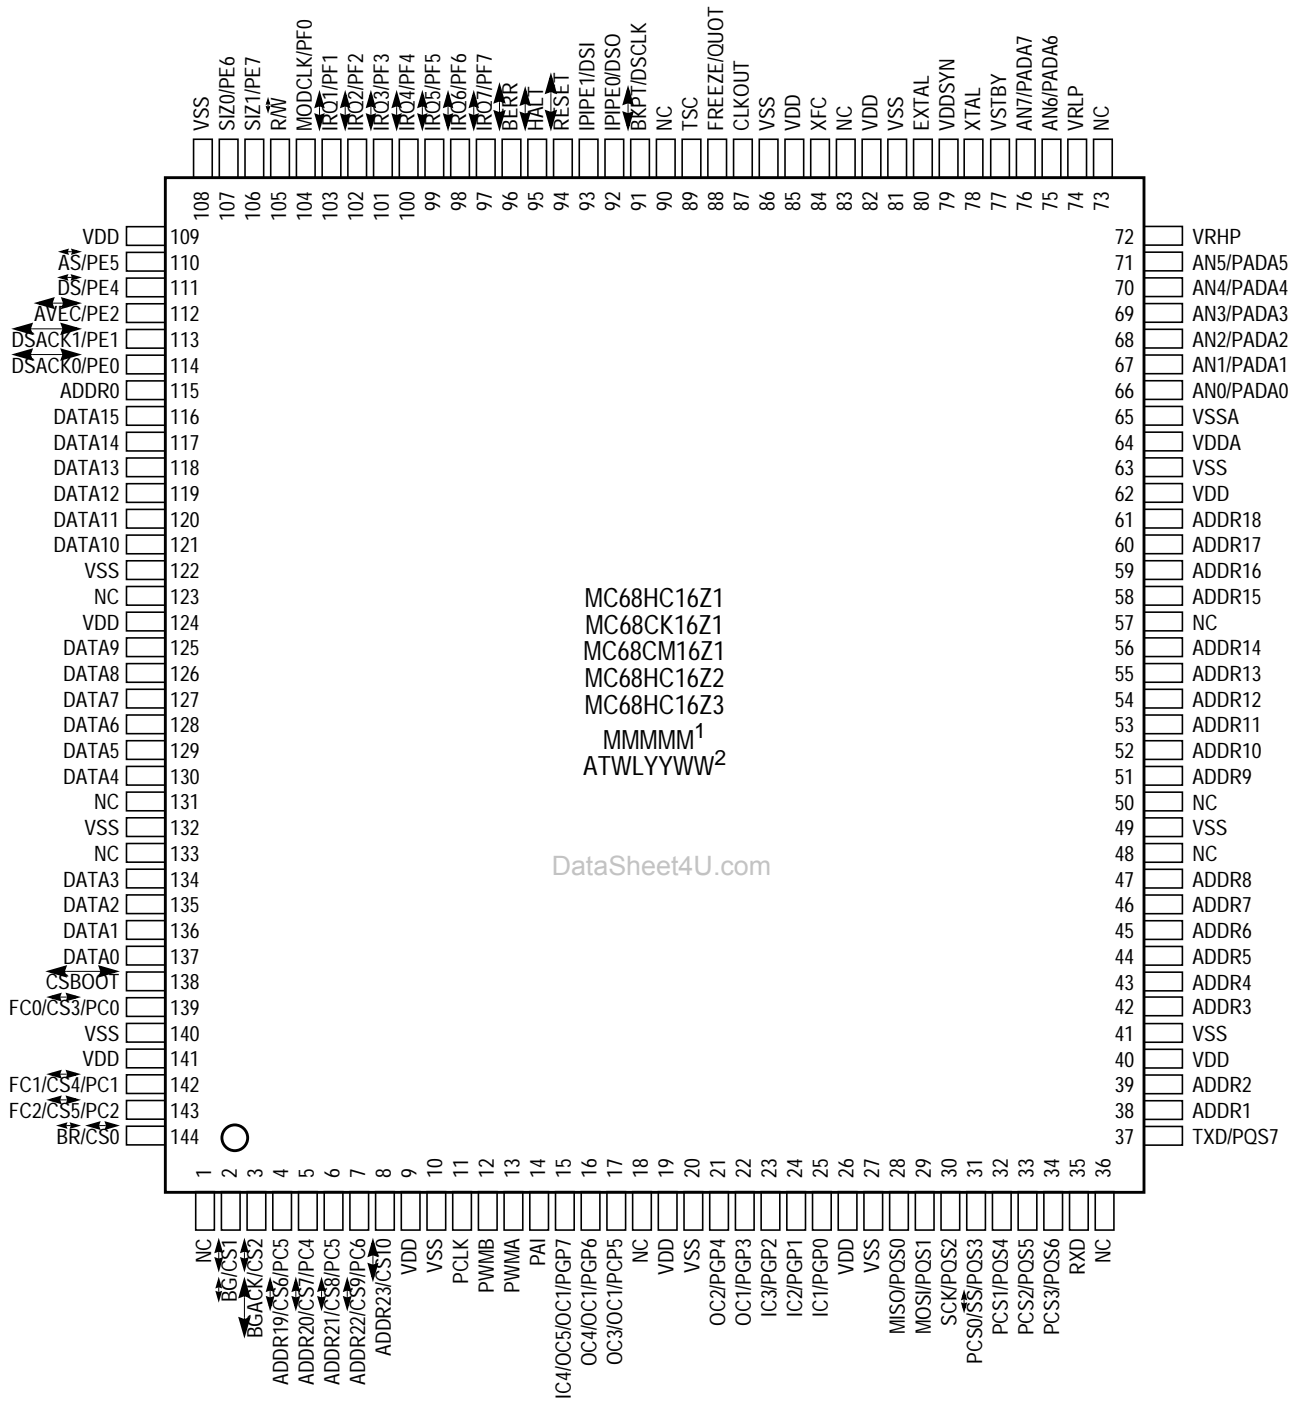 VSS
SIZ0/PE6
SIZ1/PE7
R/W
MODCLK/PF0
IRQ1/PF1
IRQ2/PF2
IRQ3/PF3
IRQ4/PF4
IRQ5/PF5
IRQ6/PF6
IRQ7/PF7
BERR
HALT
RESET
IPIPE1/DSI
IPIPE0/DSO
BKPT/DSCLK
NC
TSC
FREEZE/QUOT
CLKOUT
VSS
VDD
XFC
NC
VDD
VSS
EXTAL
VDDSYN
XTAL
VSTBY
AN7/PADA7
AN6/PADA6
VRLP
NC
108 107 106 105 104 103 102 101 100 99 98 97 96 95 94 93 92 91 90 89 88 87 86 85 84 83 82 81 80 79 78 77 76 75 74 73
VDD 109
AS/PE5 110
DS/PE4 111
AVEC/PE2 112
DSACK1/PE1 113
DSACK0/PE0 114
ADDR0 115
DATA15 116
DATA14 117
DATA13 118
DATA12 119
DATA11 120
DATA10 121
VSS 122
NC 123
VDD 124
DATA9 125
DATA8 126
DATA7 127
DATA6 128
DATA5 129
DATA4 130
NC 131
VSS 132
NC 133
DATA3 134
DATA2 135
DATA1 136
DATA0 137
CSBOOT 138
FC0/CS3/PC0 139
VSS 140
VDD 141
FC1/CS4/PC1 142
FC2/CS5/PC2 143
BR/CS0 144
MC68HC16Z1
MC68CK16Z1
MC68CM16Z1
MC68HC16Z2
MC68HC16Z3
MMMMM1
ATWLYYWW2
DataSheet4U.com
72 VRHP
71 AN5/PADA5
70 AN4/PADA4
69 AN3/PADA3
68 AN2/PADA2
67 AN1/PADA1
66 AN0/PADA0
65 VSSA
64 VDDA
63 VSS
62 VDD
61 ADDR18
60 ADDR17
59 ADDR16
58 ADDR15
57 NC
56 ADDR14
55 ADDR13
54 ADDR12
53 ADDR11
52 ADDR10
51 ADDR9
50 NC
49 VSS
48 NC
47 ADDR8
46 ADDR7
45 ADDR6
44 ADDR5
43 ADDR4
42 ADDR3
41 VSS
40 VDD
39 ADDR2
38 ADDR1
37 TXD/PQS7
1 2 3 4 5 6 7 8 9 10 11 12 13 14 15 16 17 18 19 20 21 22 23 24 25 26 27 28 29 30 31 32 33 34 35 36
NC
BG/CS1
BGACK/CS2
ADDR19/CS6/PC5
ADDR20/CS7/PC4
ADDR21/CS8/PC5
ADDR22/CS9/PC6
ADDR23/CS10
VDD
VSS
PCLK
PWMB
PWMA
PAI
IC4/OC5/OC1/PGP7
OC4/OC1/PGP6
OC3/OC1/PCP5
NC
VDD
VSS
OC2/PGP4
OC1/PGP3
IC3/PGP2
IC2/PGP1
IC1/PGP0
VDD
VSS
MISO/PQS0
MOSI/PQS1
SCK/PQS2
PCS0/SS/PQS3
PCS1/PQS4
PCS2/PQS5
PCS3/PQS6
RXD
NC